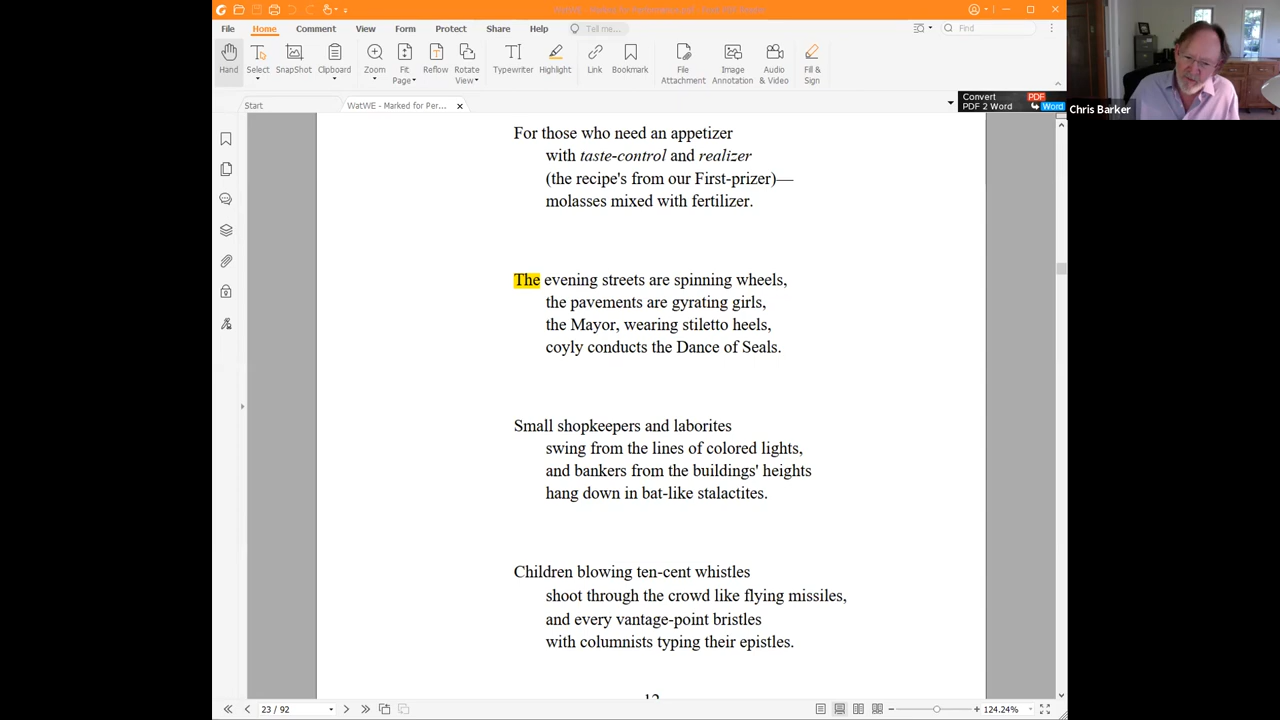 File Home Comment View Form Protect Share Help Tell me... Find
Hand Select SnapShot Clipboard Zoom Fit Page Reflow Rotate View Typewriter Highlight Link Bookmark File Attachment Image Annotation Audio & Video Fill & Sign
Start WatWE - Marked for Per...
Convert PDF
PDF 2 Word Word
Chris Barker
For those who need an appetizer
with taste-control and realizer
(the recipe's from our First-prizer)—
molasses mixed with fertilizer.
The evening streets are spinning wheels,
the pavements are gyrating girls,
the Mayor, wearing stiletto heels,
coyly conducts the Dance of Seals.
Small shopkeepers and laborites
swing from the lines of colored lights,
and bankers from the buildings' heights
hang down in bat-like stalactites.
Children blowing ten-cent whistles
shoot through the crowd like flying missiles,
and every vantage-point bristles
with columnists typing their epistles.
12
23 / 92 124.24%